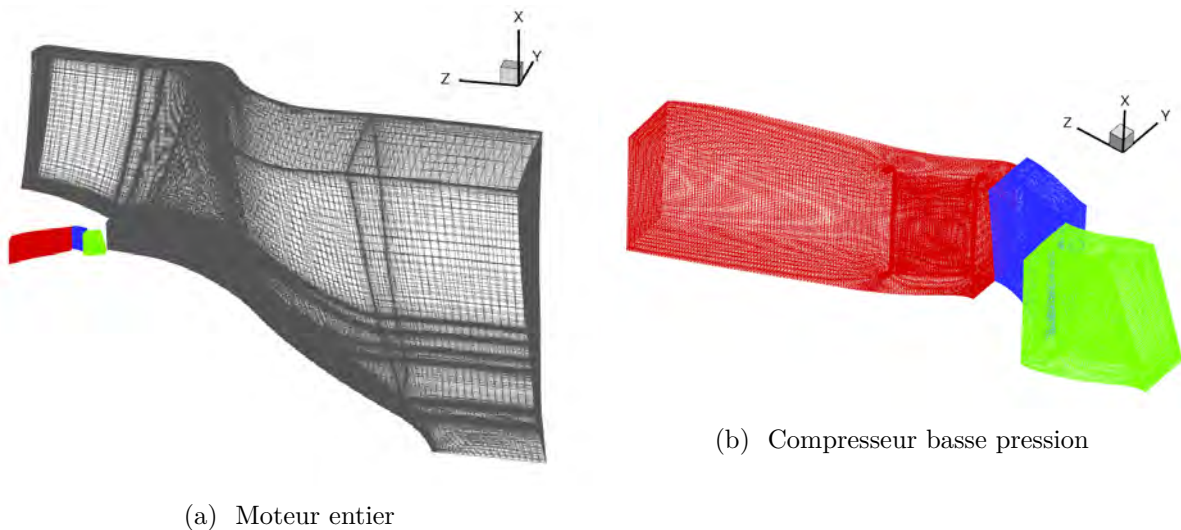 X
Y
Z
X
Y
Z
(b) Compresseur basse pression
(a) Moteur entier